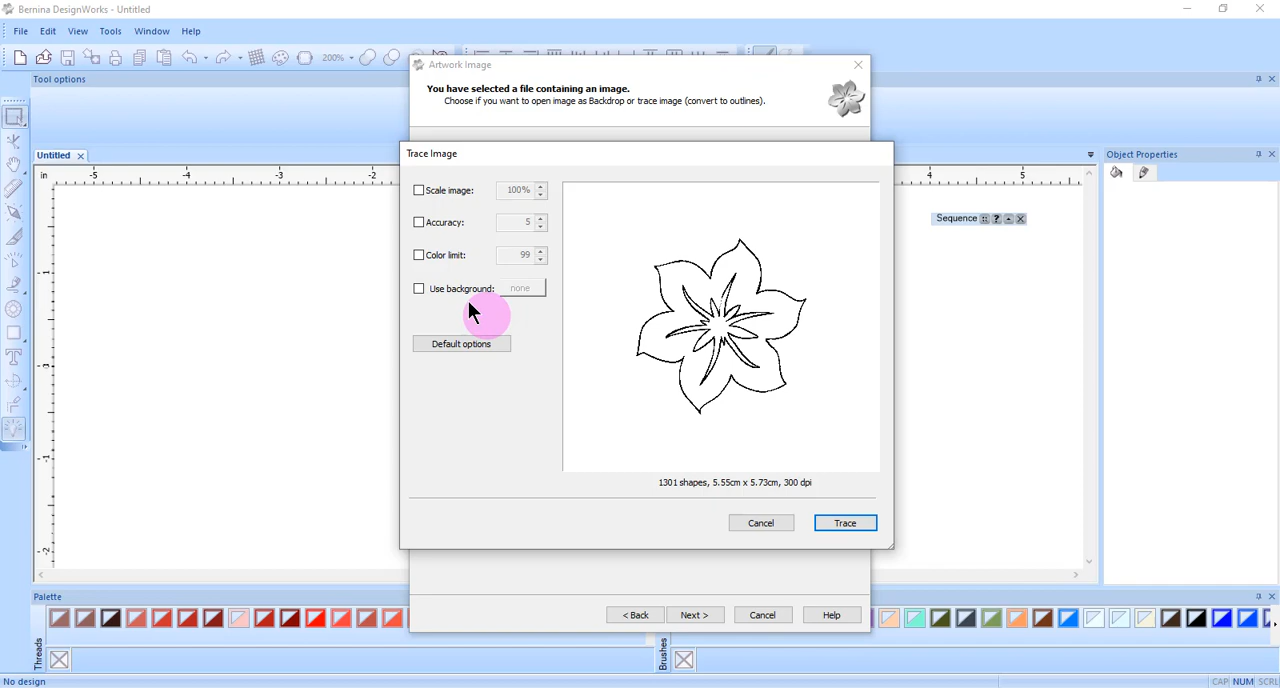 Bernina DesignWorks - Untitled
File Edit View Tools Window Help
200%
Artwork Image
You have selected a file containing an image.
Choose if you want to open image as Backdrop or trace image (convert to outlines).
Tool options
Trace Image
Untitled
Object Properties
in -5 -4 -3 -2 4 5
Scale image: 100%
Accuracy: 5
Sequence
Color limit: 99
Use background: none
Default options
-1
-0
-1
-2
1301 shapes, 5.55cm x 5.73cm, 300 dpi
Cancel Trace
Palette
< Back Next > Cancel Help
Threads
Brushes
No design
CAP NUM SCRL